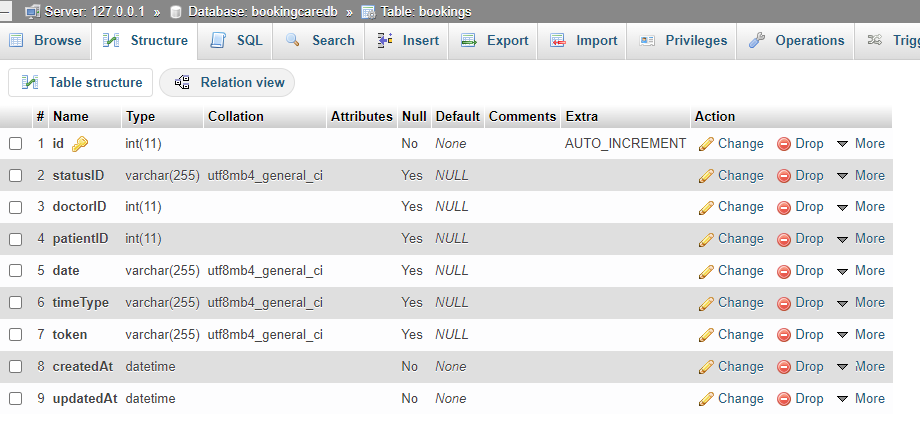 Server: 127.0.0.1 » Database: bookingcaredb » Table: bookings
Browse Structure SQL Search Insert Export Import Privileges Operations Trigg
Table structure Relation view
# Name Type Collation Attributes Null Default Comments Extra Action
1 id int(11) No None AUTO_INCREMENT Change Drop More
2 statusID varchar(255) utf8mb4_general_ci Yes NULL Change Drop More
3 doctorID int(11) Yes NULL Change Drop More
4 patientID int(11) Yes NULL Change Drop More
5 date varchar(255) utf8mb4_general_ci Yes NULL Change Drop More
6 timeType varchar(255) utf8mb4_general_ci Yes NULL Change Drop More
7 token varchar(255) utf8mb4_general_ci Yes NULL Change Drop More
8 createdAt datetime No None Change Drop More
9 updatedAt datetime No None Change Drop More